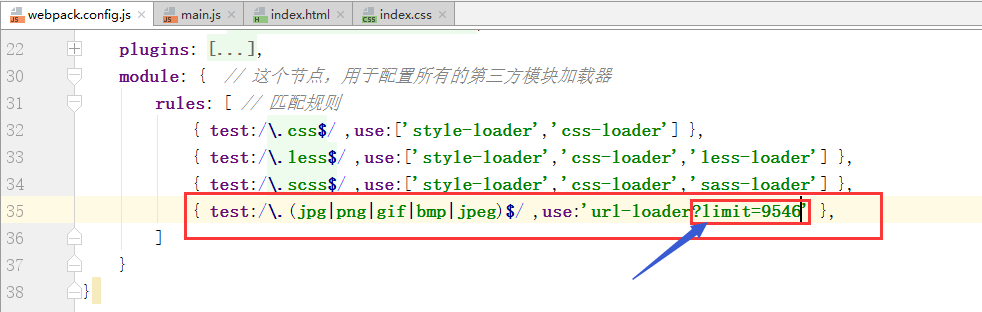 webpack.config.js main.js index.html index.css
22 plugins: [...],
30 module: { // 这个节点，用于配置所有的第三方模块加载器
31 rules: [ // 匹配规则
32 { test:/\.css$/ ,use:['style-loader','css-loader'] },
33 { test:/\.less$/ ,use:['style-loader','css-loader','less-loader'] },
34 { test:/\.scss$/ ,use:['style-loader','css-loader','sass-loader'] },
35 { test:/\.(jpg|png|gif|bmp|jpeg)$/ ,use:'url-loader?limit=9546' },
36 ]
37 }
38 }